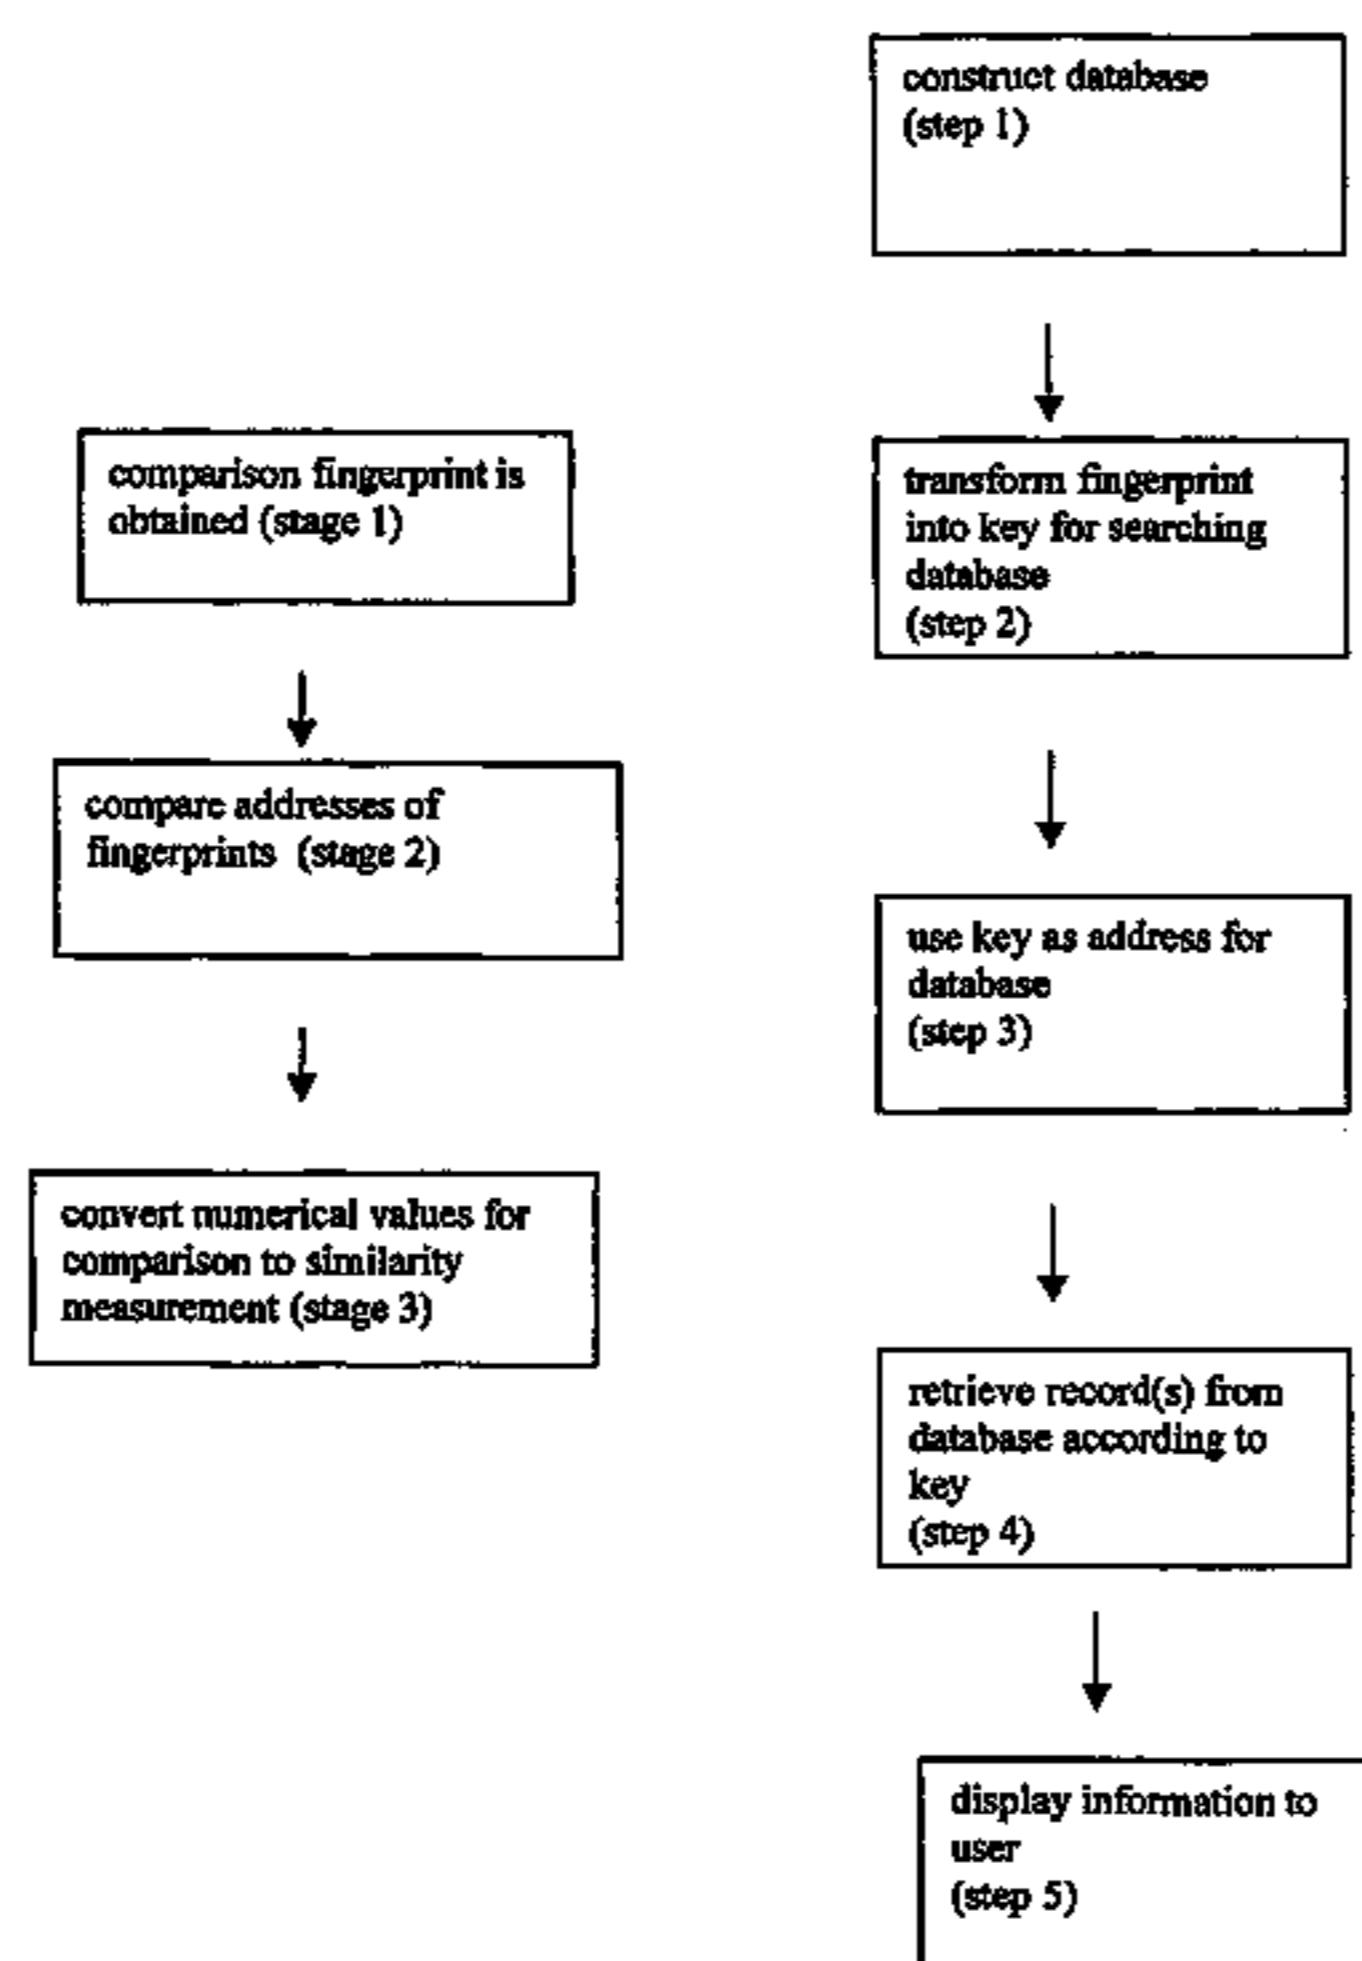 comparison fingerprint is
obtained (stage 1)
compare addresses of
fingerprints (stage 2)
convert numerical values for
comparison to similarity
measurement (stage 3)
construct database
(step 1)
transform fingerprint
into key for searching
database
(step 2)
use key as address for
database
(step 3)
retrieve record(s) from
database according to
key
(step 4)
display information to
user
(step 5)